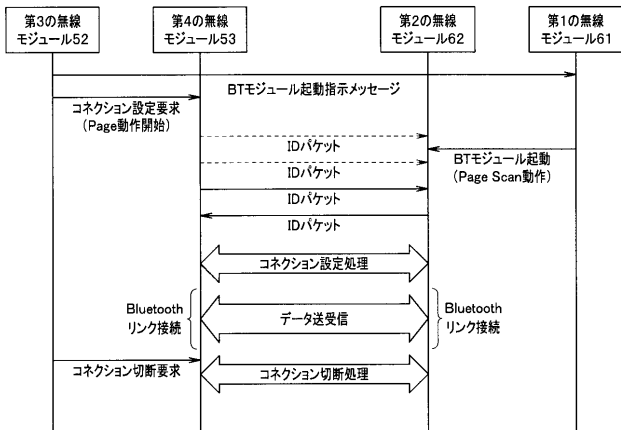 第3の無線
モジュール52
第4の無線
モジュール53
第2の無線
モジュール62
第1の無線
モジュール61
BTモジュール起動指示メッセージ
コネクション設定要求
(Page動作開始)
IDパケット
BTモジュール起動
(Page Scan動作)
IDパケット
IDパケット
IDパケット
コネクション設定処理
Bluetooth
リンク接続
データ送受信
Bluetooth
リンク接続
コネクション切断要求
コネクション切断処理